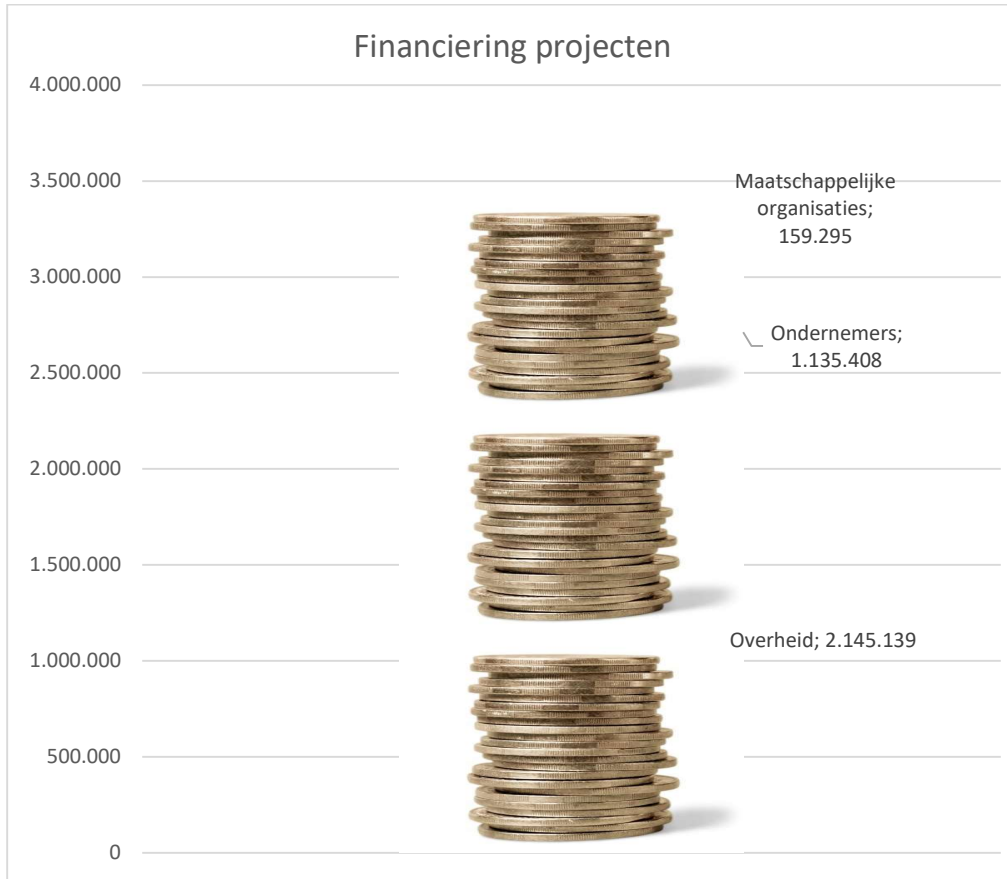 Financiering projecten
4.000.000
3.500.000
3.000.000
2.500.000
2.000.000
1.500.000
1.000.000
500.000
0
Maatschappelijke
organisaties;
159.295
Ondernemers;
1.135.408
Overheid; 2.145.139